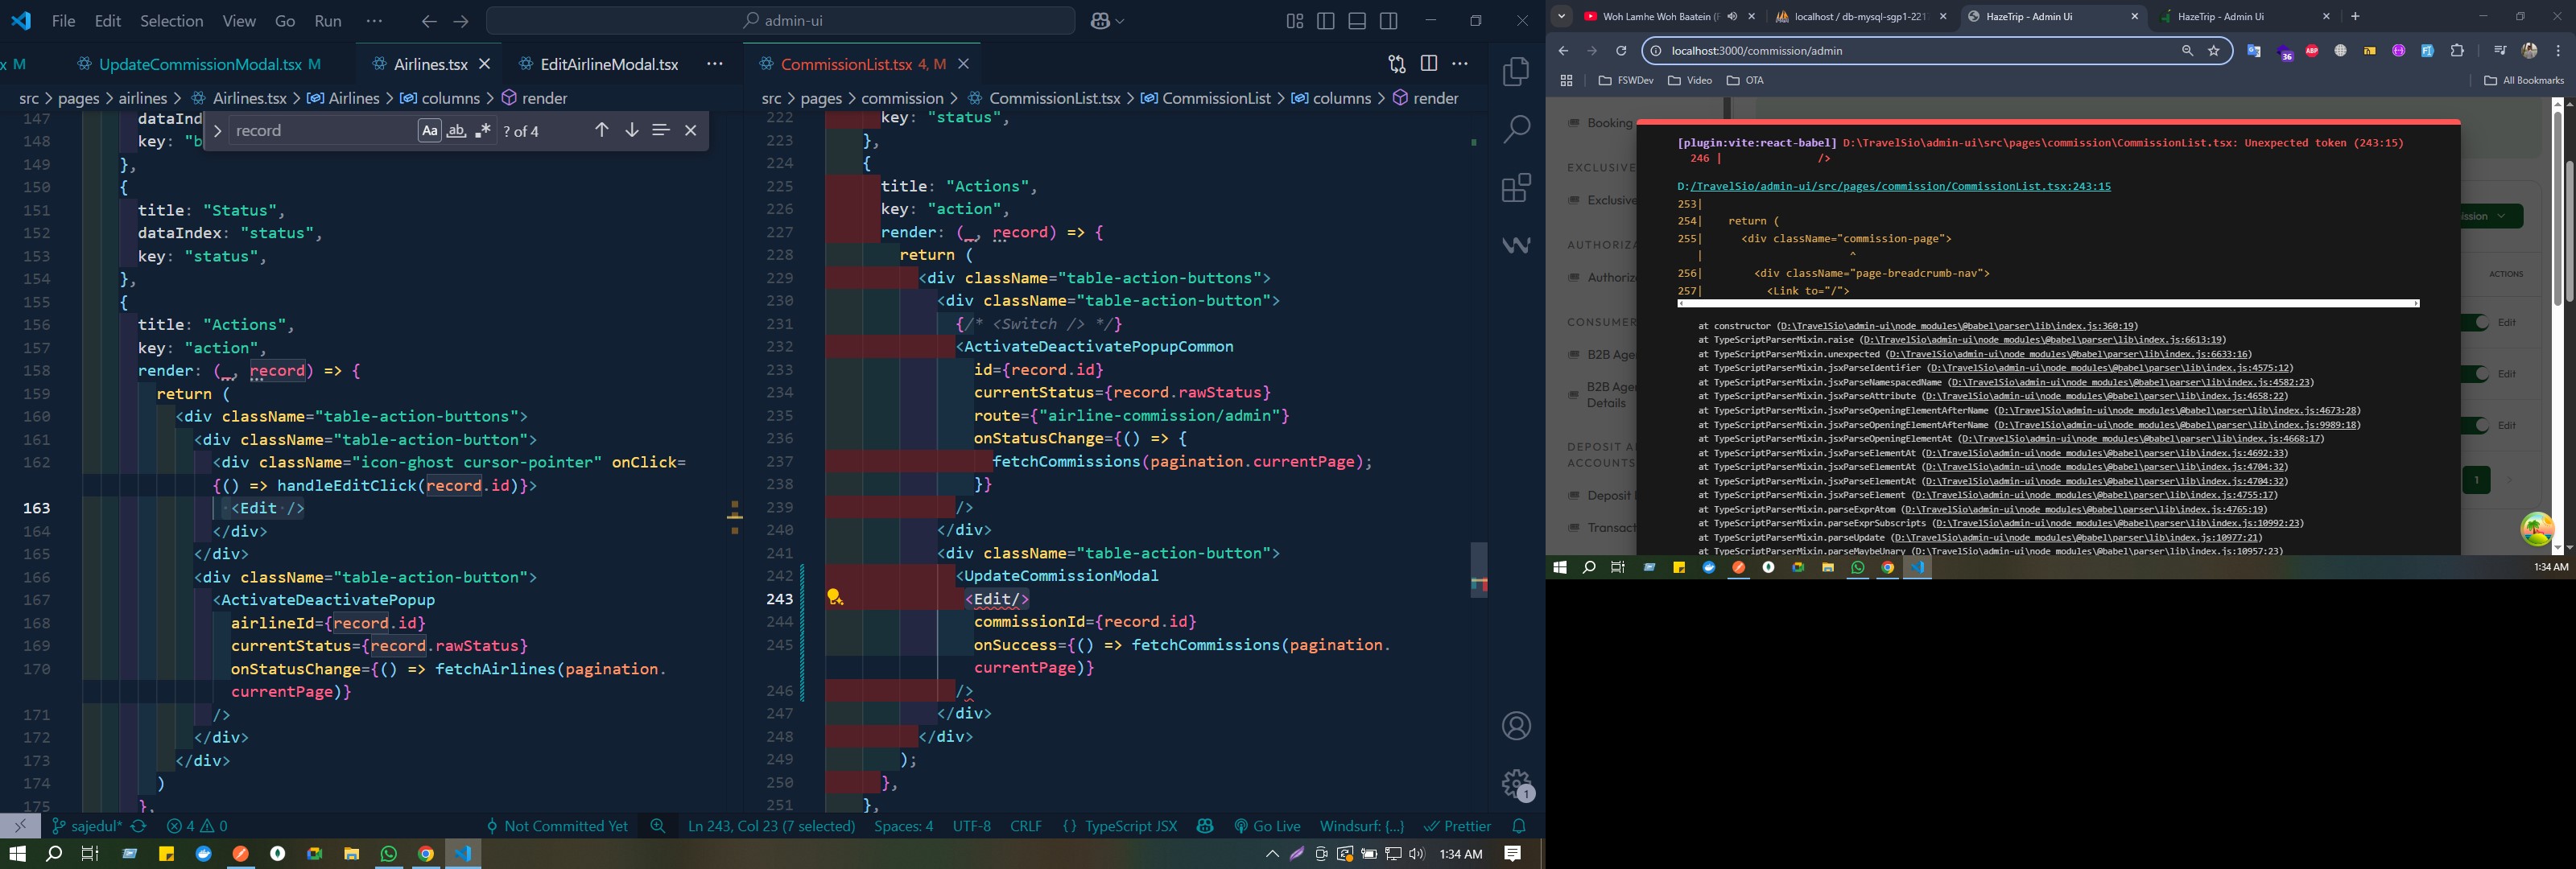 File Edit Selection View Go Run ··· admin-ui
x M UpdateCommissionModal.tsx M Airlines.tsx EditAirlineModal.tsx ···
src > pages > airlines > Airlines.tsx > Airlines > columns > render
record Aa ab .* ? of 4
147 dataInd
148 key: "b
149 },
150 {
151 title: "Status",
152 dataIndex: "status",
153 key: "status",
154 },
155 {
156 title: "Actions",
157 key: "action",
158 render: (_, record) => {
159 return (
160 <div className="table-action-buttons">
161 <div className="table-action-button">
162 <div className="icon-ghost cursor-pointer" onClick=
{() => handleEditClick(record.id)}>
163 <Edit />
164 </div>
165 </div>
166 <div className="table-action-button">
167 <ActivateDeactivatePopup
168 airlineId={record.id}
169 currentStatus={record.rawStatus}
170 onStatusChange={() => fetchAirlines(pagination.
currentPage)}
171 />
172 </div>
173 </div>
174 )
175 },
CommissionList.tsx 4, M
src > pages > commission > CommissionList.tsx > CommissionList > columns > render
222 key: "status",
223 },
224 {
225 title: "Actions",
226 key: "action",
227 render: (_, record) => {
228 return (
229 <div className="table-action-buttons">
230 <div className="table-action-button">
231 {/* <Switch /> */}
232 <ActivateDeactivatePopupCommon
233 id={record.id}
234 currentStatus={record.rawStatus}
235 route={"airline-commission/admin"}
236 onStatusChange={() => {
237 fetchCommissions(pagination.currentPage);
238 }}
239 />
240 </div>
241 <div className="table-action-button">
242 <UpdateCommissionModal
243 <Edit/>
244 commissionId={record.id}
245 onSuccess={() => fetchCommissions(pagination.
currentPage)}
246 />
247 </div>
248 </div>
249 );
250 },
251 },
1
sajedul* 4 0 Not Committed Yet Ln 243, Col 23 (7 selected) Spaces: 4 UTF-8 CRLF {} TypeScript JSX Go Live Windsurf: {...} Prettier
1:34 AM
Woh Lamhe Woh Baatein (F localhost / db-mysql-sgp1-221 HazeTrip - Admin Ui HazeTrip - Admin Ui
localhost:3000/commission/admin ABP 36
FSWDev Video OTA All Bookmarks
Booking
EXCLUSIVE
Exclusive
AUTHORIZA
Authoriz
CONSUMER
B2B Age
B2B Age
Details
DEPOSIT A
ACCOUNTS
Deposit
Transact
[plugin:vite:react-babel] D:\TravelSio\admin-ui\src\pages\commission\CommissionList.tsx: Unexpected token (243:15)
246 | />
D:/TravelSio/admin-ui/src/pages/commission/CommissionList.tsx:243:15
253|
254| return (
255| <div className="commission-page">
| ^
256| <div className="page-breadcrumb-nav">
257| <Link to="/">
at constructor (D:\TravelSio\admin-ui\node_modules\@babel\parser\lib\index.js:360:19)
at TypeScriptParserMixin.raise (D:\TravelSio\admin-ui\node_modules\@babel\parser\lib\index.js:6613:19)
at TypeScriptParserMixin.unexpected (D:\TravelSio\admin-ui\node_modules\@babel\parser\lib\index.js:6633:16)
at TypeScriptParserMixin.jsxParseIdentifier (D:\TravelSio\admin-ui\node_modules\@babel\parser\lib\index.js:4575:12)
at TypeScriptParserMixin.jsxParseNamespacedName (D:\TravelSio\admin-ui\node_modules\@babel\parser\lib\index.js:4582:23)
at TypeScriptParserMixin.jsxParseAttribute (D:\TravelSio\admin-ui\node_modules\@babel\parser\lib\index.js:4658:22)
at TypeScriptParserMixin.jsxParseOpeningElementAfterName (D:\TravelSio\admin-ui\node_modules\@babel\parser\lib\index.js:4673:28)
at TypeScriptParserMixin.jsxParseOpeningElementAfterName (D:\TravelSio\admin-ui\node_modules\@babel\parser\lib\index.js:9989:18)
at TypeScriptParserMixin.jsxParseOpeningElementAt (D:\TravelSio\admin-ui\node_modules\@babel\parser\lib\index.js:4668:17)
at TypeScriptParserMixin.jsxParseElementAt (D:\TravelSio\admin-ui\node_modules\@babel\parser\lib\index.js:4692:33)
at TypeScriptParserMixin.jsxParseElementAt (D:\TravelSio\admin-ui\node_modules\@babel\parser\lib\index.js:4704:32)
at TypeScriptParserMixin.jsxParseElementAt (D:\TravelSio\admin-ui\node_modules\@babel\parser\lib\index.js:4704:32)
at TypeScriptParserMixin.jsxParseElement (D:\TravelSio\admin-ui\node_modules\@babel\parser\lib\index.js:4755:17)
at TypeScriptParserMixin.parseExprAtom (D:\TravelSio\admin-ui\node_modules\@babel\parser\lib\index.js:4765:19)
at TypeScriptParserMixin.parseExprSubscripts (D:\TravelSio\admin-ui\node_modules\@babel\parser\lib\index.js:10992:23)
at TypeScriptParserMixin.parseUpdate (D:\TravelSio\admin-ui\node_modules\@babel\parser\lib\index.js:10977:21)
at TypeScriptParserMixin.parseMaybeUnary (D:\TravelSio\admin-ui\node_modules\@babel\parser\lib\index.js:10957:23)
ission
ACTIONS
Edit
Edit
Edit
1
1:34 AM